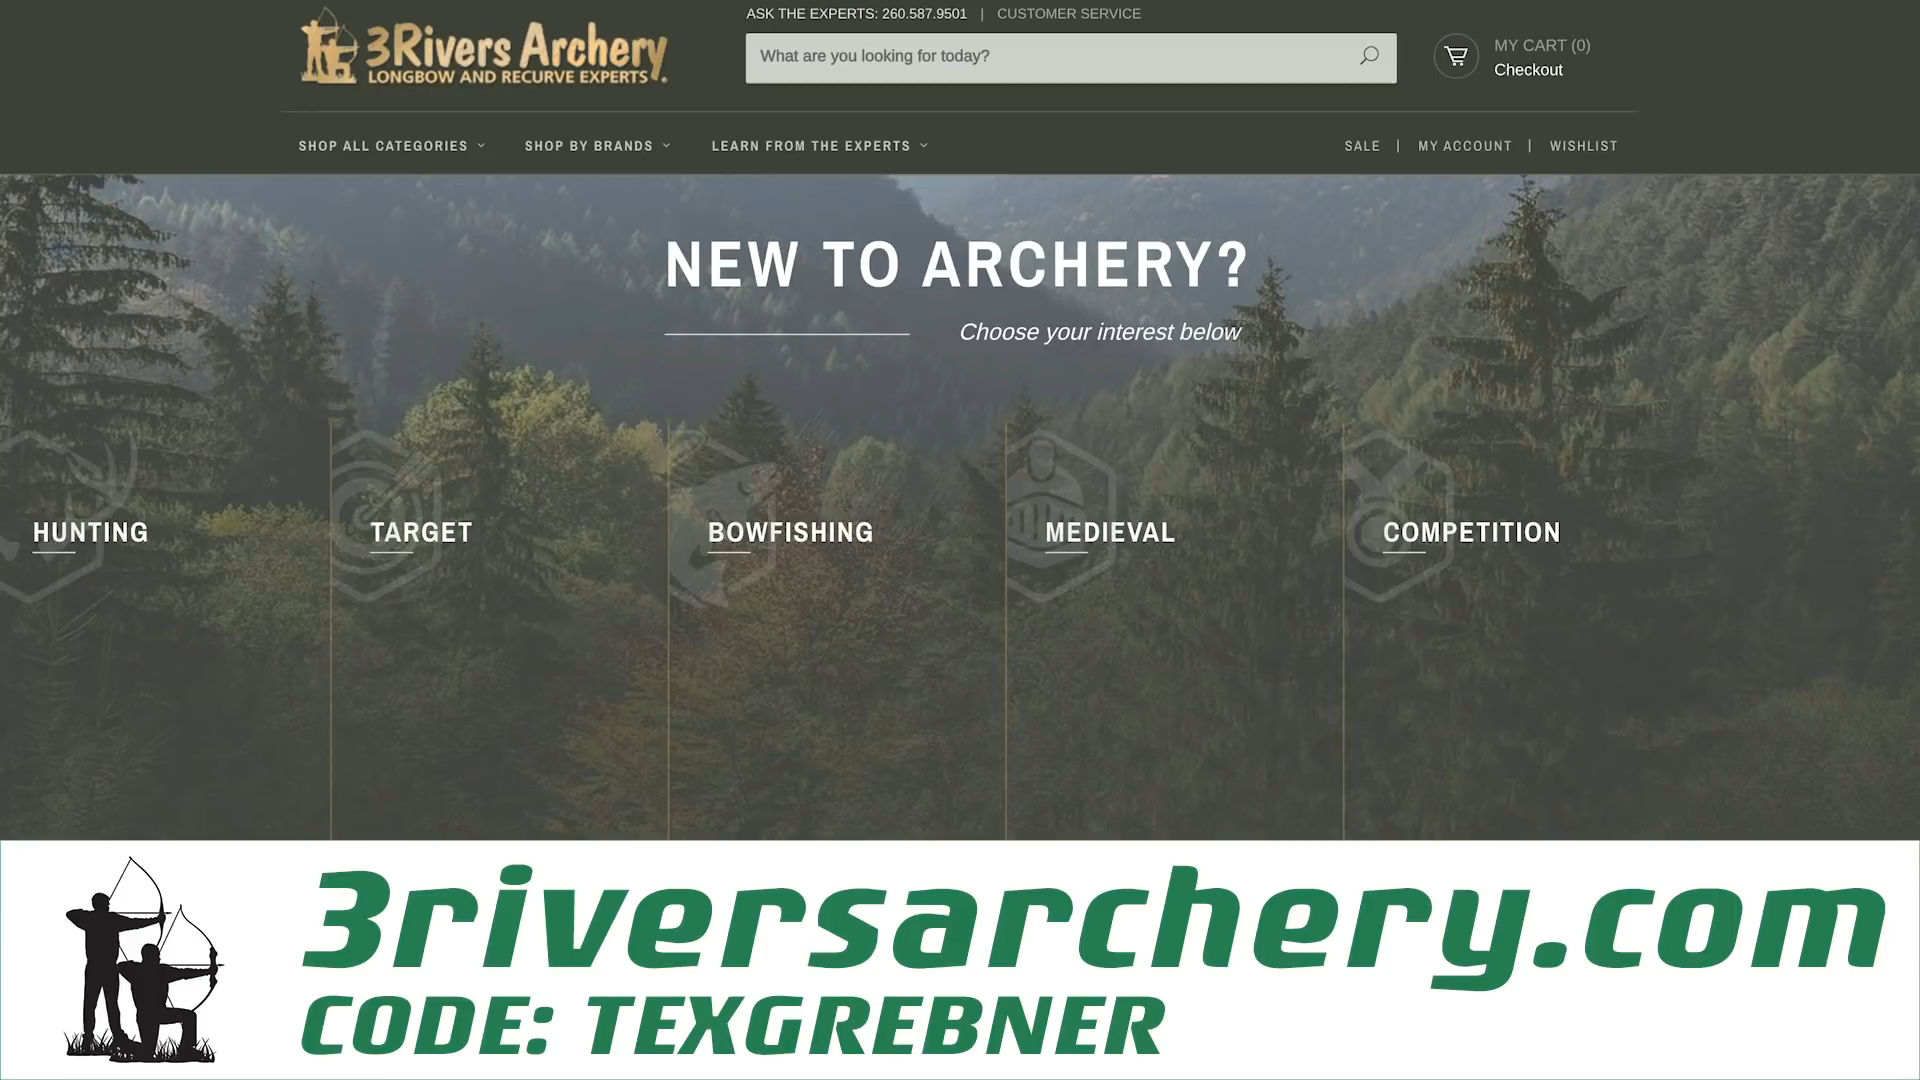 3Rivers Archery
LONGBOW AND RECURVE EXPERTS.
ASK THE EXPERTS: 260.587.9501 | CUSTOMER SERVICE
What are you looking for today?
MY CART (0)
Checkout
SHOP ALL CATEGORIES
SHOP BY BRANDS
LEARN FROM THE EXPERTS
SALE | MY ACCOUNT | WISHLIST
NEW TO ARCHERY?
Choose your interest below
HUNTING
TARGET
BOWFISHING
MEDIEVAL
COMPETITION
3riversarchery.com
CODE: TEXGREBNER